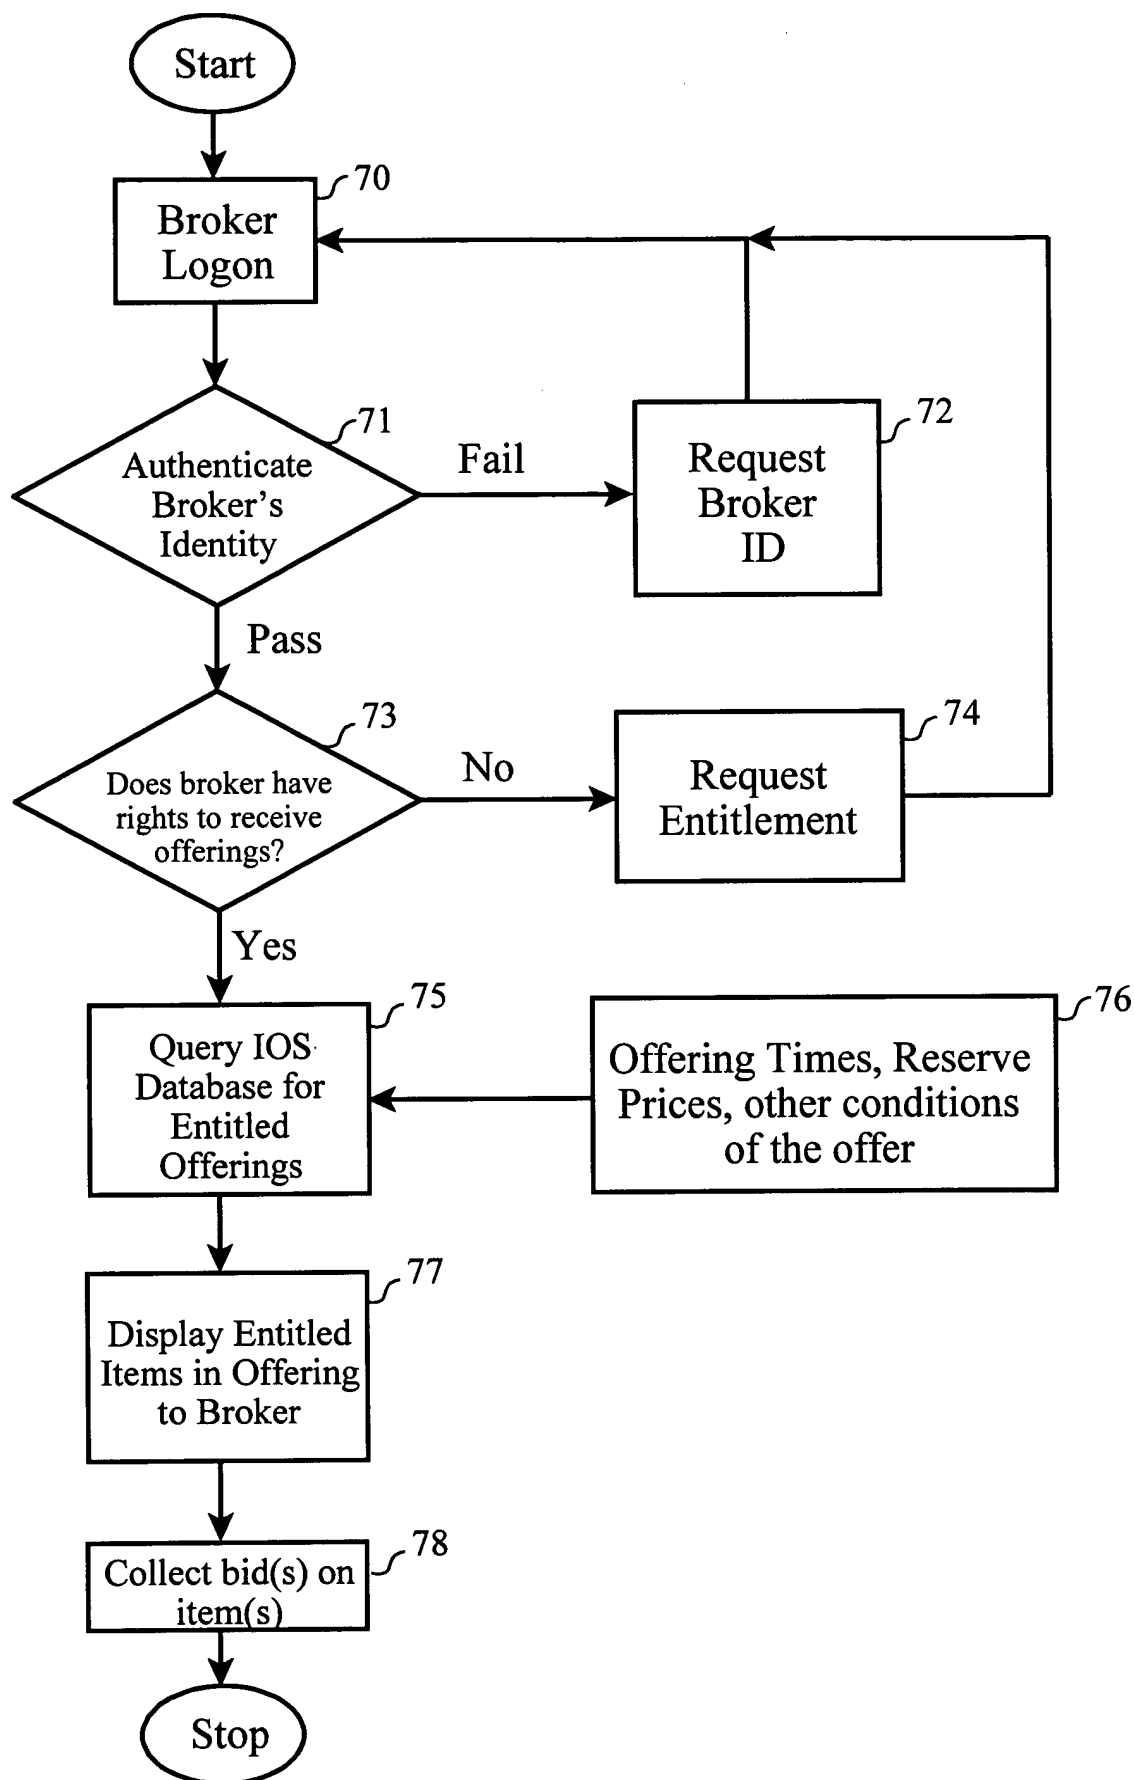 Start
70
Broker
Logon
71
Authenticate
Broker's
Identity
Fail
72
Request
Broker
ID
Pass
73
Does broker have
rights to receive
offerings?
No
74
Request
Entitlement
Yes
75
Query IOS
Database for
Entitled
Offerings
76
Offering Times, Reserve
Prices, other conditions
of the offer
77
Display Entitled
Items in Offering
to Broker
78
Collect bid(s) on
item(s)
Stop